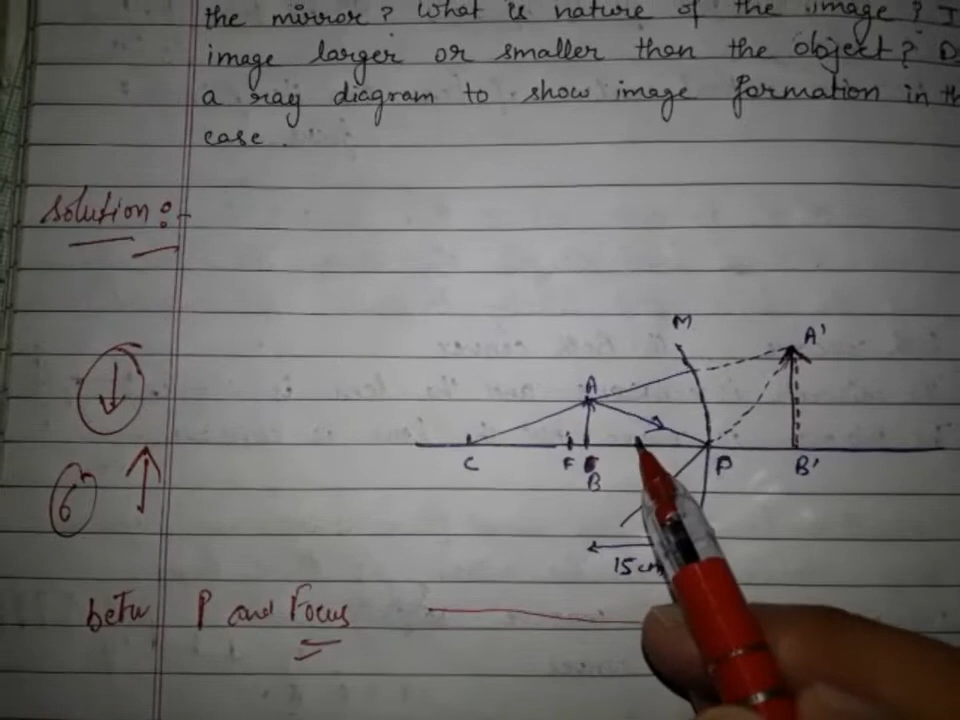 the mirror? What is nature of the image? I
image larger or smaller than the object? D
a ray diagram to show image formation in th
case.
Solution:-
M
A'
A
C
F
B
P
B'
15cm
6
betw P and Focus